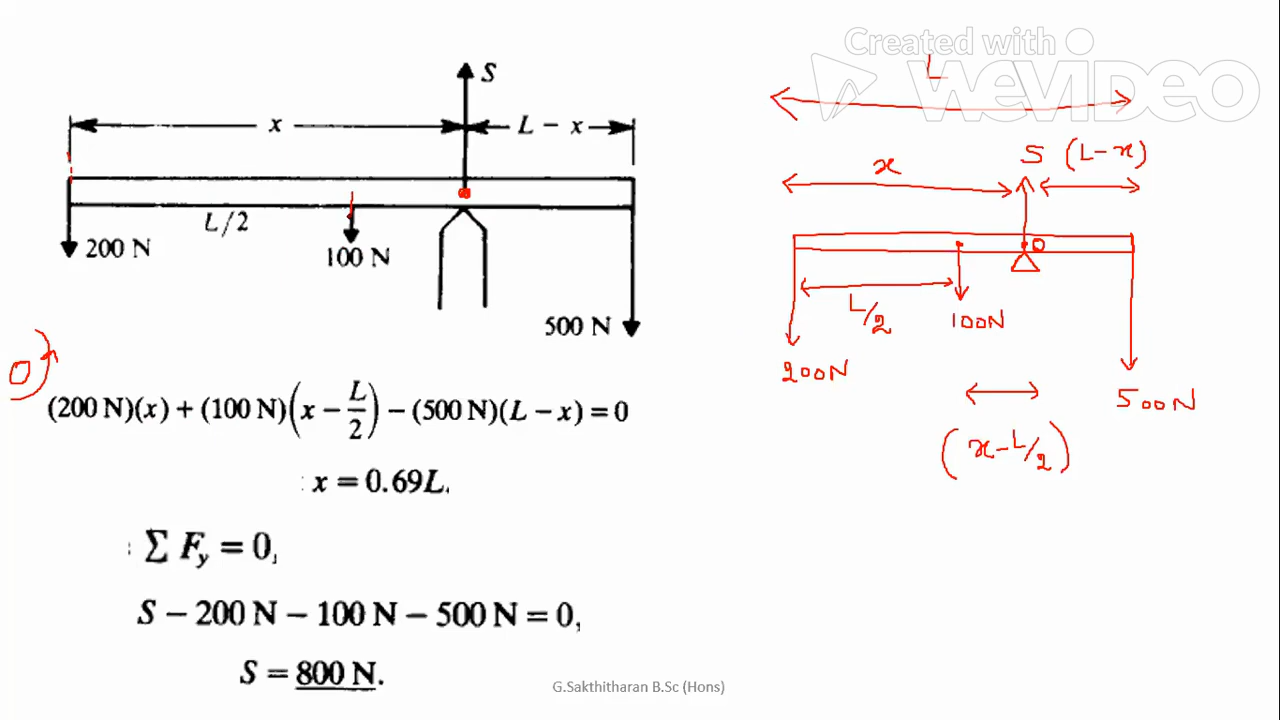 Created with
WEVIDEO
S
x
L − x
L/2
200 N
100 N
500 N
O
(200 N)(x) + (100 N)(x − L/2) − (500 N)(L − x) = 0
x = 0.69L.
∑ Fy = 0,
S − 200 N − 100 N − 500 N = 0,
S = 800 N.
L
x
S (L−x)
O
L/2
100N
200N
500N
(x−L/2)
G.Sakthitharan B.Sc (Hons)